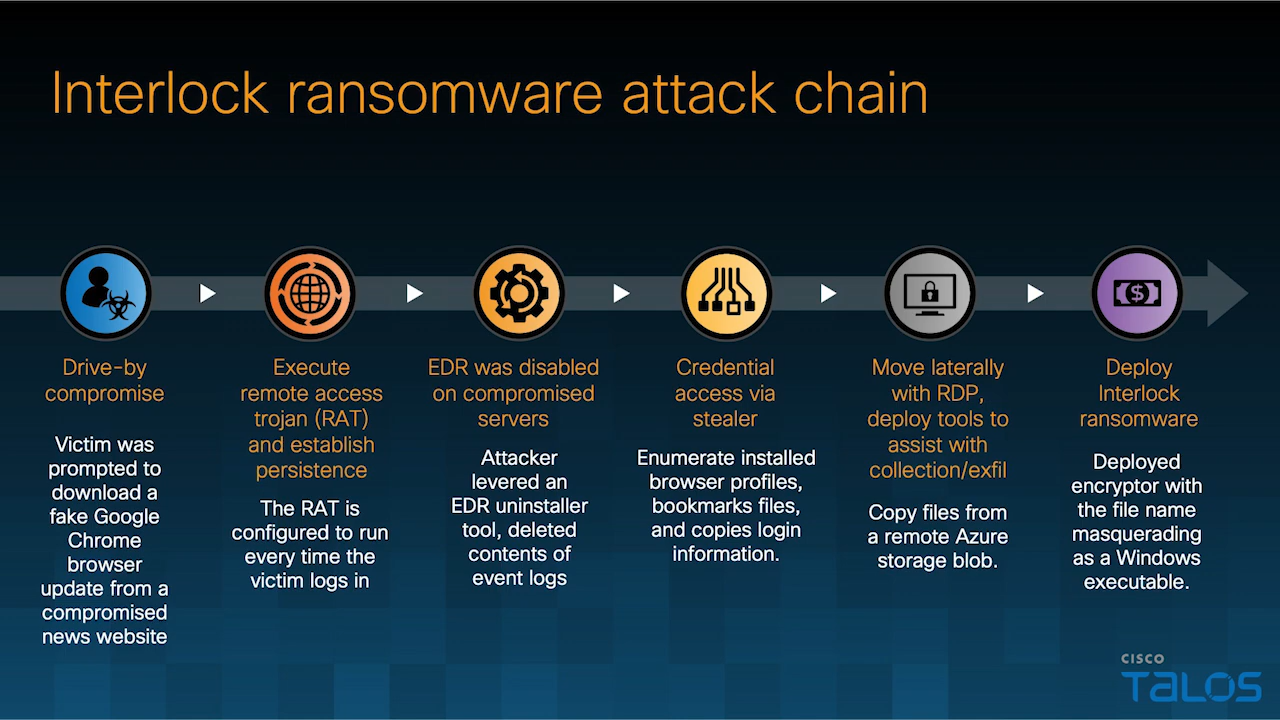 Interlock ransomware attack chain
Drive-by
compromise
Victim was
prompted to
download a
fake Google
Chrome
browser
update from a
compromised
news website
Execute
remote access
trojan (RAT)
and establish
persistence
The RAT is
configured to run
every time the
victim logs in
EDR was disabled
on compromised
servers
Attacker
levered an
EDR uninstaller
tool, deleted
contents of
event logs
Credential
access via
stealer
Enumerate installed
browser profiles,
bookmarks files,
and copies login
information.
Move laterally
with RDP,
deploy tools to
assist with
collection/exfil
Copy files from
a remote Azure
storage blob.
$
Deploy
Interlock
ransomware
Deployed
encryptor with
the file name
masquerading
as a Windows
executable.
CISCO
TALOS